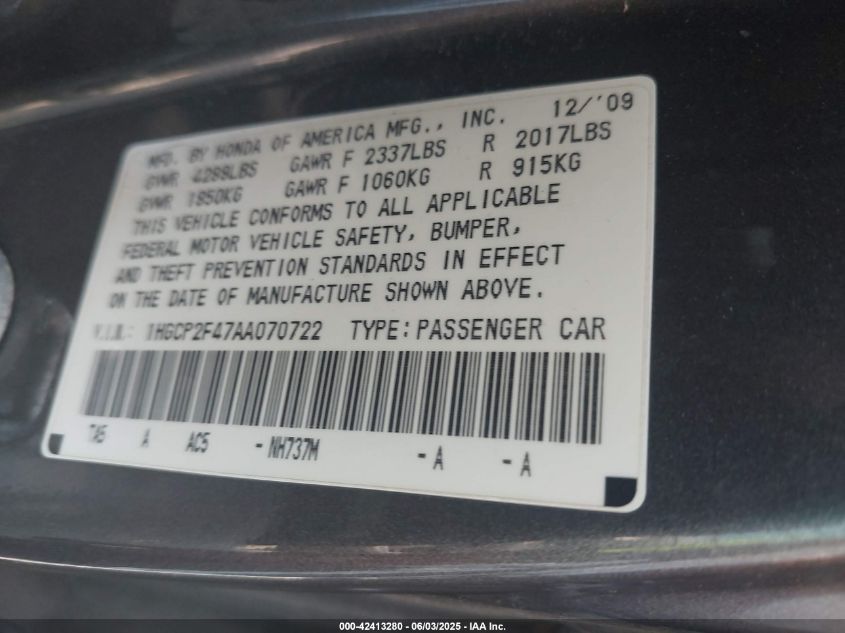 MFD. BY HONDA OF AMERICA MFG., INC. 12/'09
GVWR 4288LBS GAWR F 2337LBS R 2017LBS
GVWR 1850KG GAWR F 1060KG R 915KG
THIS VEHICLE CONFORMS TO ALL APPLICABLE
FEDERAL MOTOR VEHICLE SAFETY, BUMPER,
AND THEFT PREVENTION STANDARDS IN EFFECT
ON THE DATE OF MANUFACTURE SHOWN ABOVE.
V.I.N.: 1HGCP2F47AA070722 TYPE:PASSENGER CAR
TA5 A AC5 -NH737M -A -A
000-42413280 - 06/03/2025 - IAA Inc.